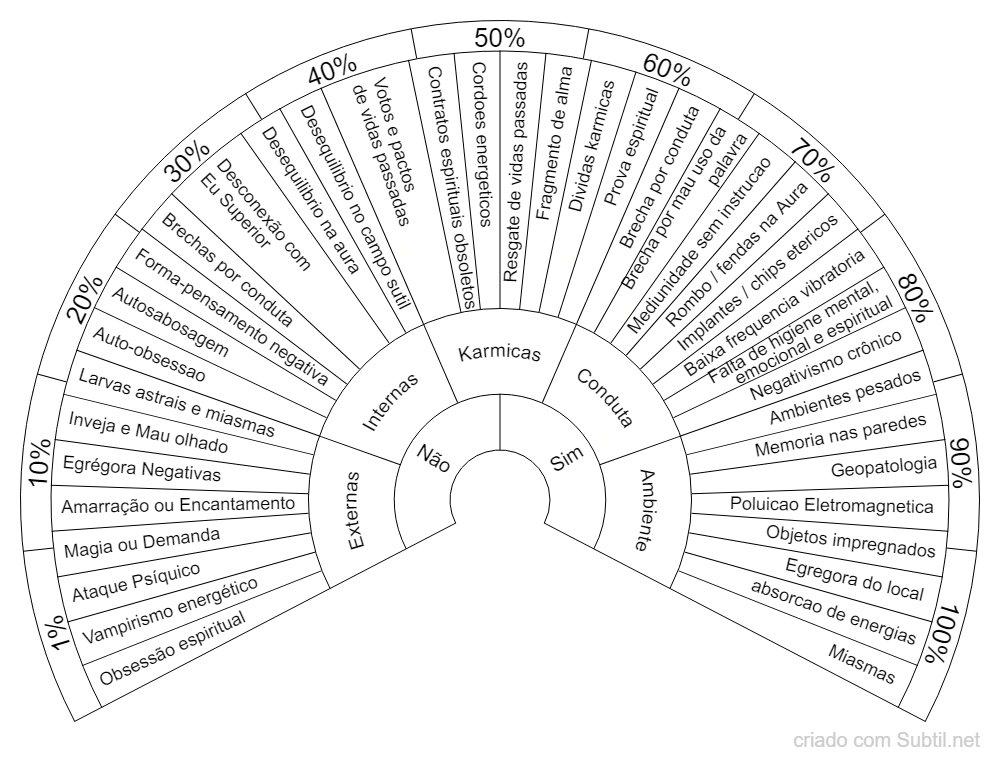 1%
10%
20%
30%
40%
50%
60%
70%
80%
90%
100%
Obsessão espiritual
Vampirismo energético
Ataque Psíquico
Magia ou Demanda
Amarração ou Encantamento
Egrégora Negativas
Inveja e Mau olhado
Larvas astrais e miasmas
Auto-obsessao
Autosabosagem
Forma-pensamento negativa
Brechas por conduta
Desconexão com
Eu Superior
Desequilibrio na aura
Desequilibrio no campo sutil
Votos e pactos
de vidas passadas
Contratos espirituais obsoletos
Cordoes energeticos
Resgate de vidas passadas
Fragmento de alma
Dividas karmicas
Prova espiritual
Brecha por conduta
Brecha por mau uso da
palavra
Mediunidade sem instrucao
Rombo / fendas na Aura
Implantes / chips etericos
Baixa frequencia vibratoria
Falta de higiene mental,
emocional e espiritual
Negativismo crônico
Ambientes pesados
Memoria nas paredes
Geopatologia
Poluicao Eletromagnetica
Objetos impregnados
Egregora do local
absorcao de energias
Miasmas
Externas
Internas
Karmicas
Conduta
Ambiente
Não
Sim
criado com Subtil.net